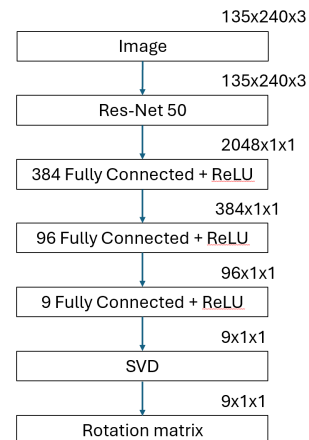 135x240x3
Image
135x240x3
Res-Net 50
2048x1x1
384 Fully Connected + ReLU
384x1x1
96 Fully Connected + ReLU
96x1x1
9 Fully Connected + ReLU
9x1x1
SVD
9x1x1
Rotation matrix